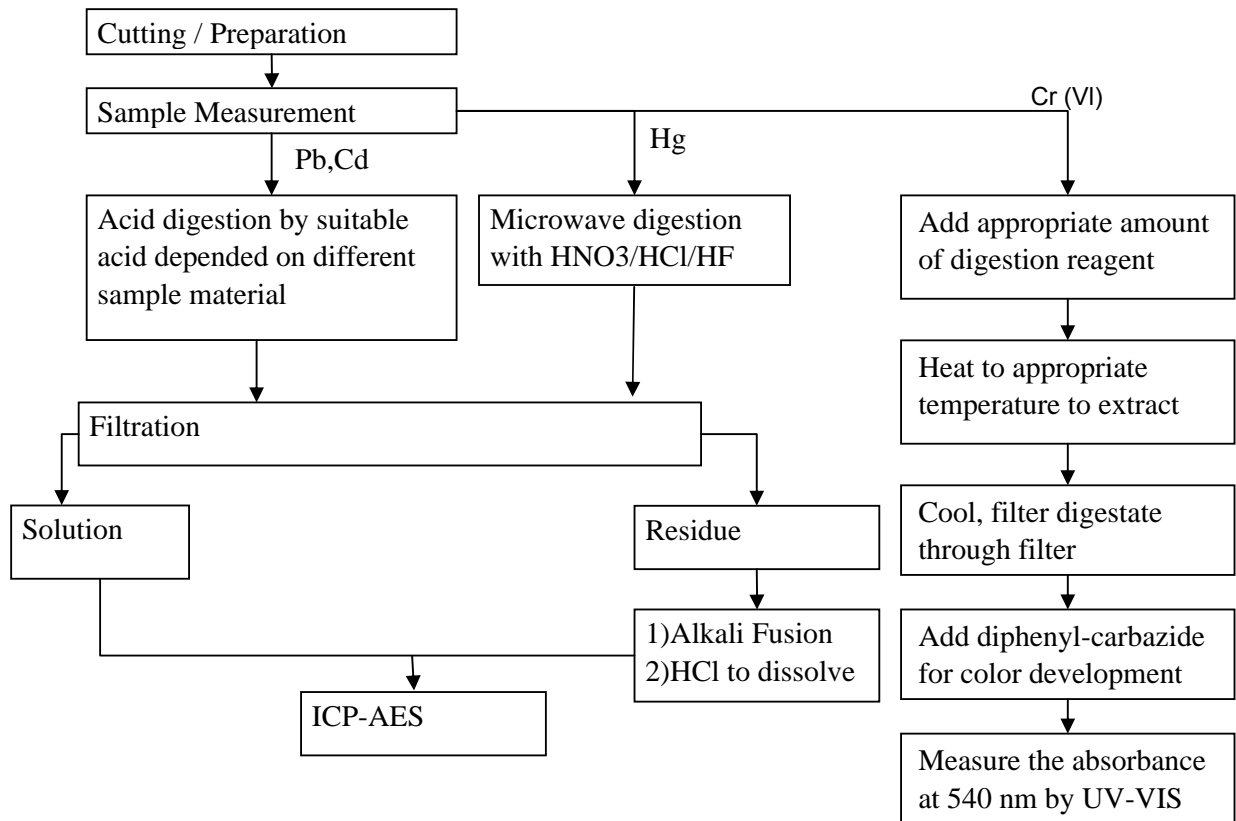 Cutting / Preparation
Sample Measurement
Cr (VI)
Pb,Cd
Hg
Acid digestion by suitable
acid depended on different
sample material
Microwave digestion
with HNO3/HCl/HF
Add appropriate amount
of digestion reagent
Heat to appropriate
temperature to extract
Filtration
Cool, filter digestate
through filter
Solution
Residue
1)Alkali Fusion
2)HCl to dissolve
Add diphenyl-carbazide
for color development
ICP-AES
Measure the absorbance
at 540 nm by UV-VIS